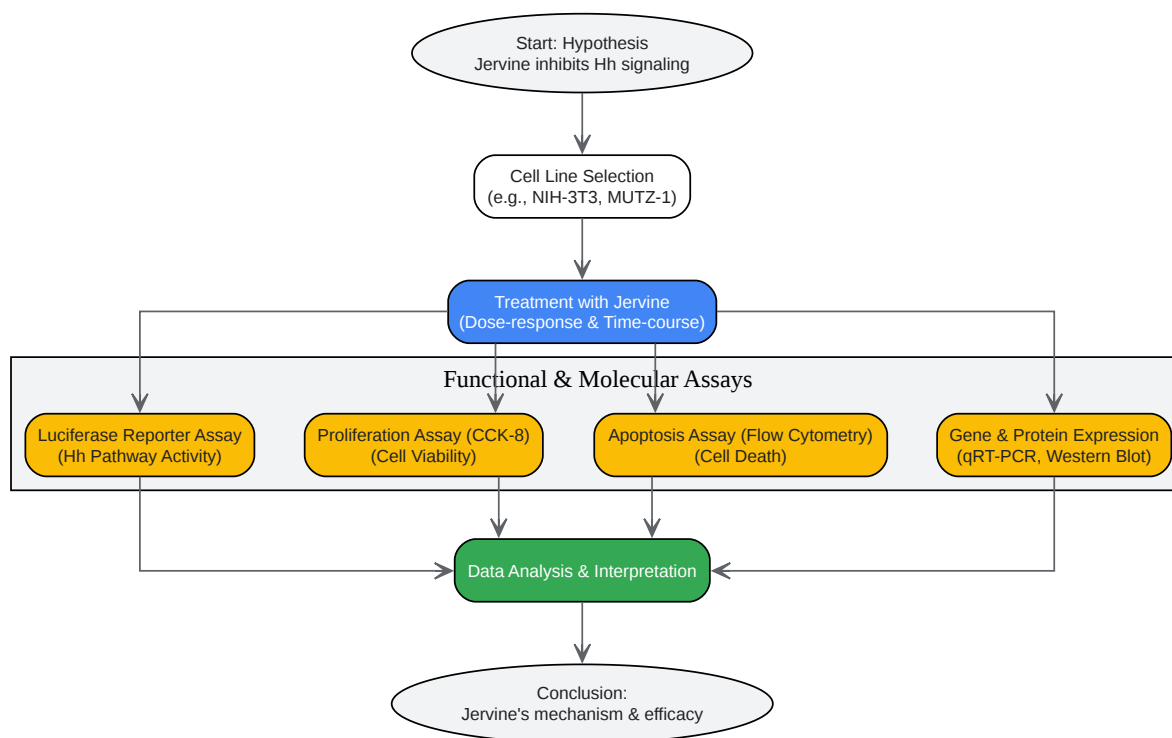 Start: Hypothesis
Jervine inhibits Hh signaling
Cell Line Selection
(e.g., NIH-3T3, MUTZ-1)
Treatment with Jervine
(Dose-response & Time-course)
Functional & Molecular Assays
Luciferase Reporter Assay
(Hh Pathway Activity)
Proliferation Assay (CCK-8)
(Cell Viability)
Apoptosis Assay (Flow Cytometry)
(Cell Death)
Gene & Protein Expression
(qRT-PCR, Western Blot)
Data Analysis & Interpretation
Conclusion:
Jervine's mechanism & efficacy